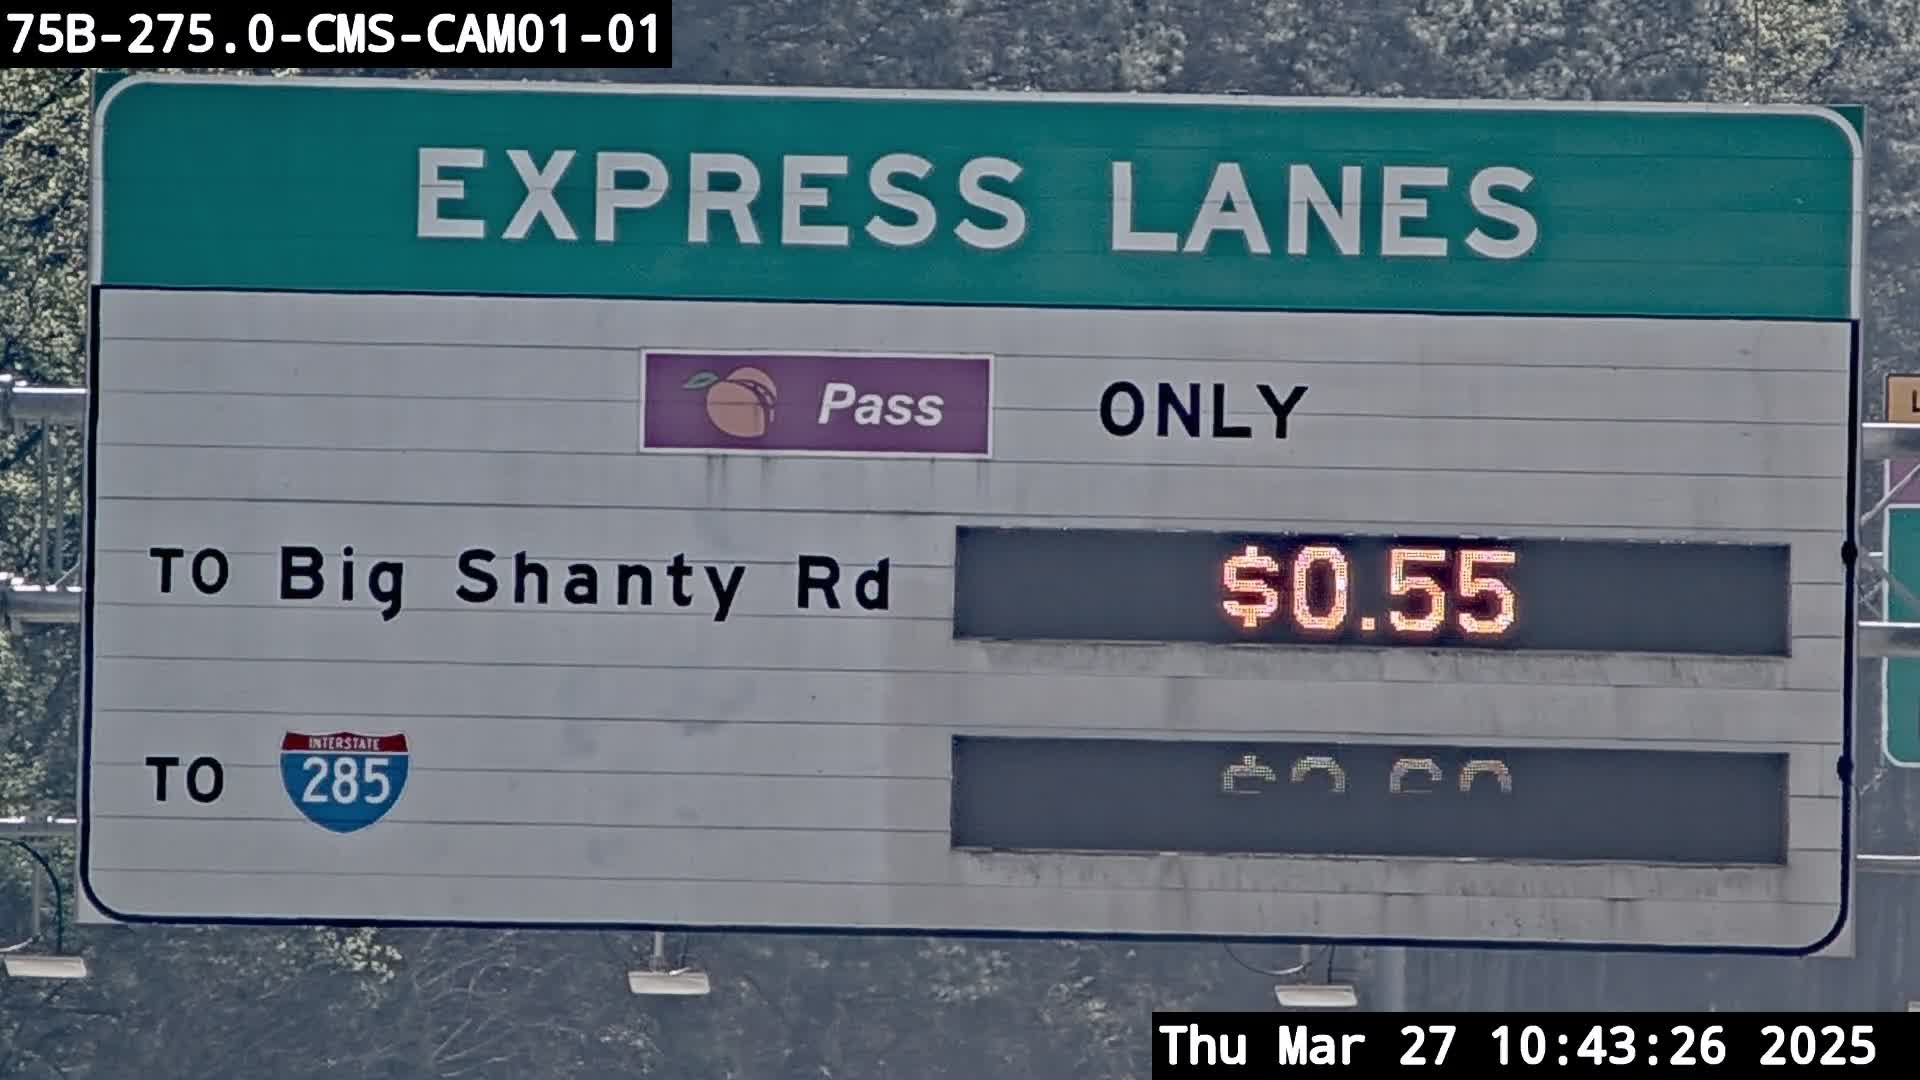 75B-275.0-CMS-CAM01-01
EXPRESS LANES
Pass ONLY
TO Big Shanty Rd $0.55
TO INTERSTATE 285
Thu Mar 27 10:43:26 2025